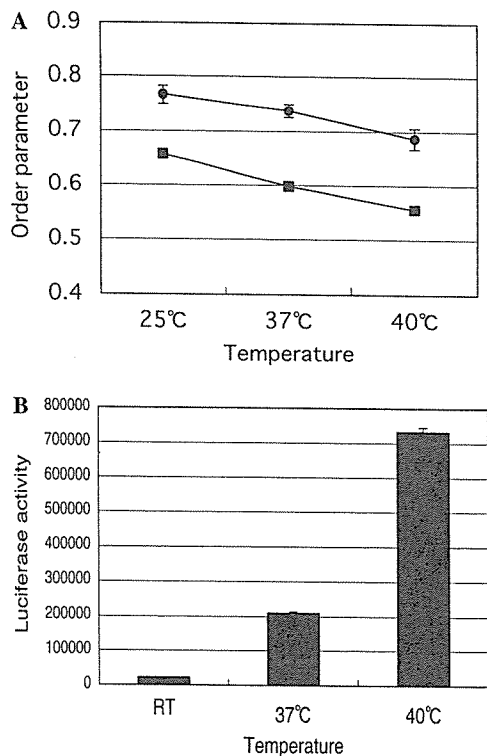 A
0.9
0.8
0.7
0.6
0.5
0.4
Order parameter
25℃ 37℃ 40℃
Temperature
B
800000
700000
600000
500000
400000
300000
200000
100000
0
Luciferase activity
RT 37℃ 40℃
Temperature